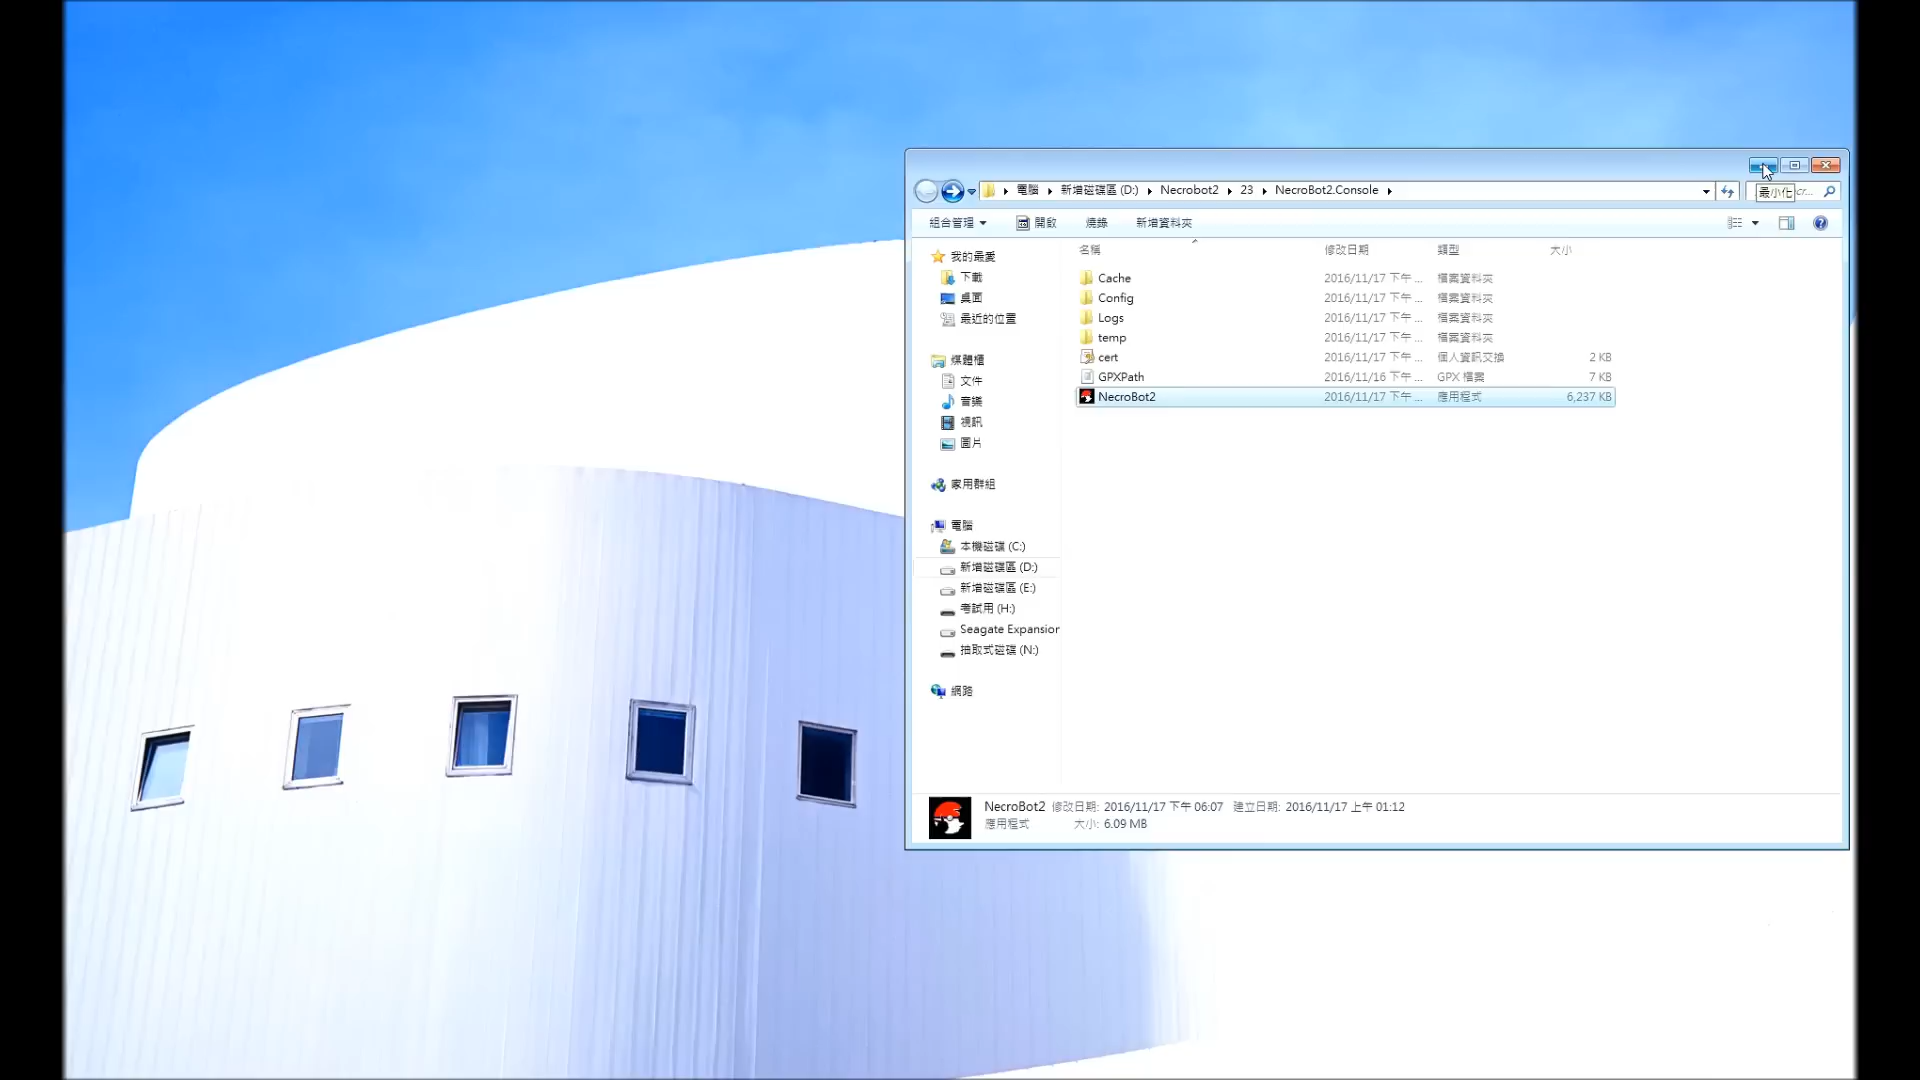 電腦 新增磁碟區 (D:) Necrobot2 23 NecroBot2.Console
最小化
組合管理 開啟 燒錄 新增資料夾
名稱 修改日期 類型 大小
我的最愛
下載
桌面
最近的位置
媒體櫃
文件
音樂
視訊
圖片
家用群組
電腦
本機磁碟 (C:)
新增磁碟區 (D:)
新增磁碟區 (E:)
考試用 (H:)
Seagate Expansion
抽取式磁碟 (N:)
網路
Cache 2016/11/17 下午 ... 檔案資料夾
Config 2016/11/17 下午 ... 檔案資料夾
Logs 2016/11/17 下午 ... 檔案資料夾
temp 2016/11/17 下午 ... 檔案資料夾
cert 2016/11/17 下午 ... 個人資訊交換 2 KB
GPXPath 2016/11/16 下午 ... GPX 檔案 7 KB
NecroBot2 2016/11/17 下午 ... 應用程式 6,237 KB
NecroBot2 修改日期: 2016/11/17 下午 06:07 建立日期: 2016/11/17 上午 01:12
應用程式 大小: 6.09 MB